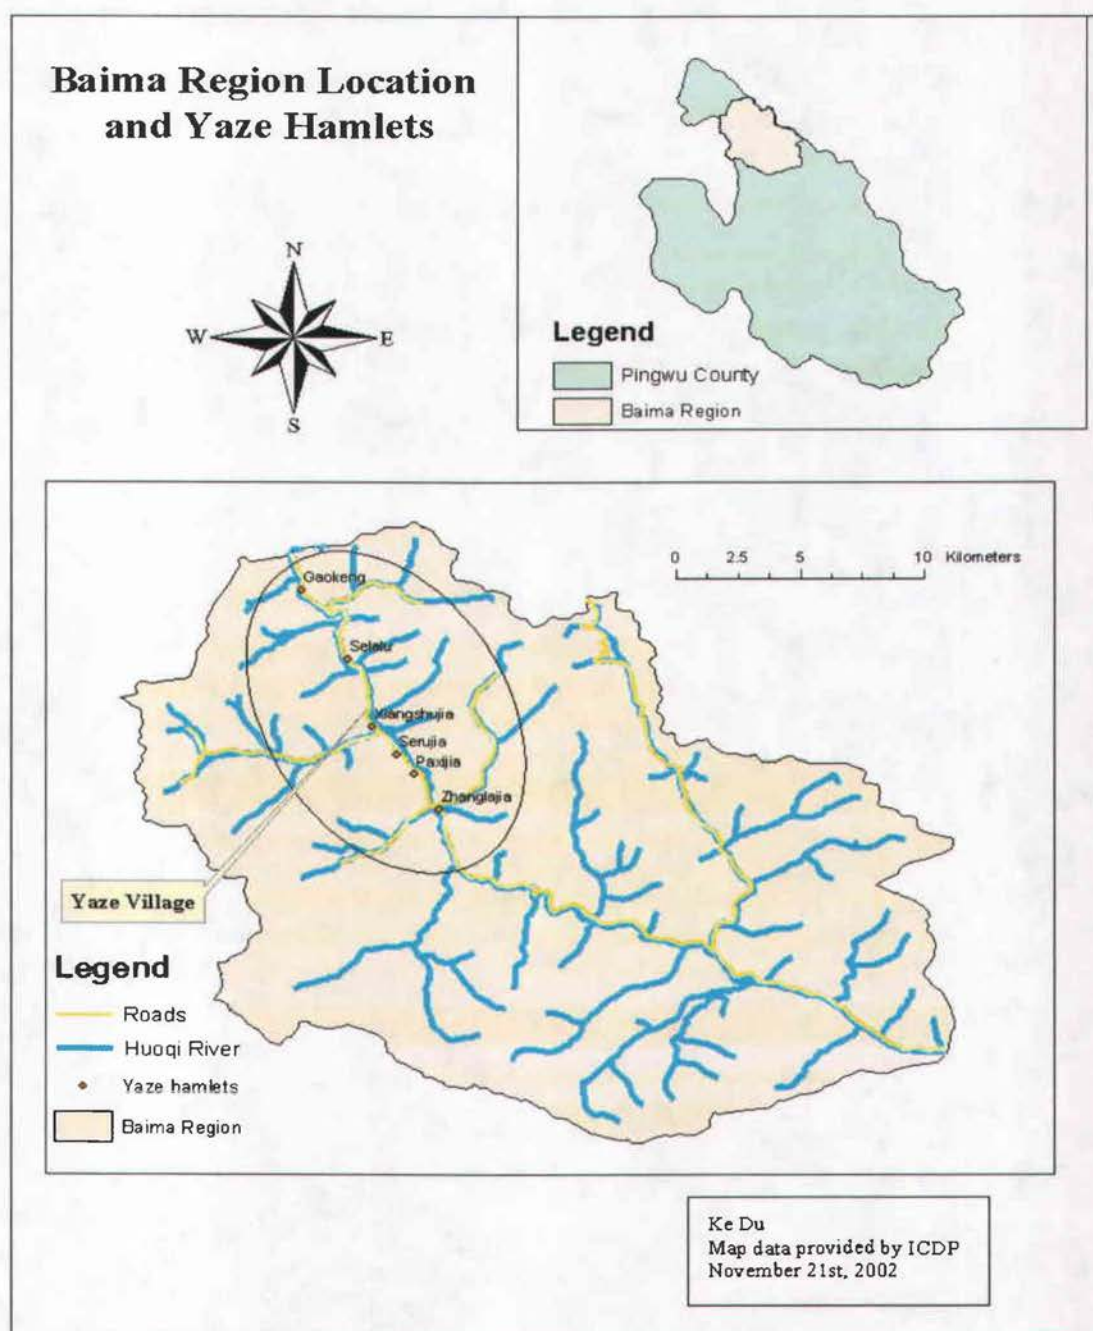 Baima Region Location
and Yaze Hamlets
N
W
E
S
Legend
Pingwu County
Baima Region
0 2.5 5 10 Kilometers
Gaokeng
Selalu
Xiangshujia
Serujia
Paxijia
Zhanglajia
Yaze Village
Legend
Roads
Huoqi River
Yaze hamlets
Baima Region
Ke Du
Map data provided by ICDP
November 21st, 2002